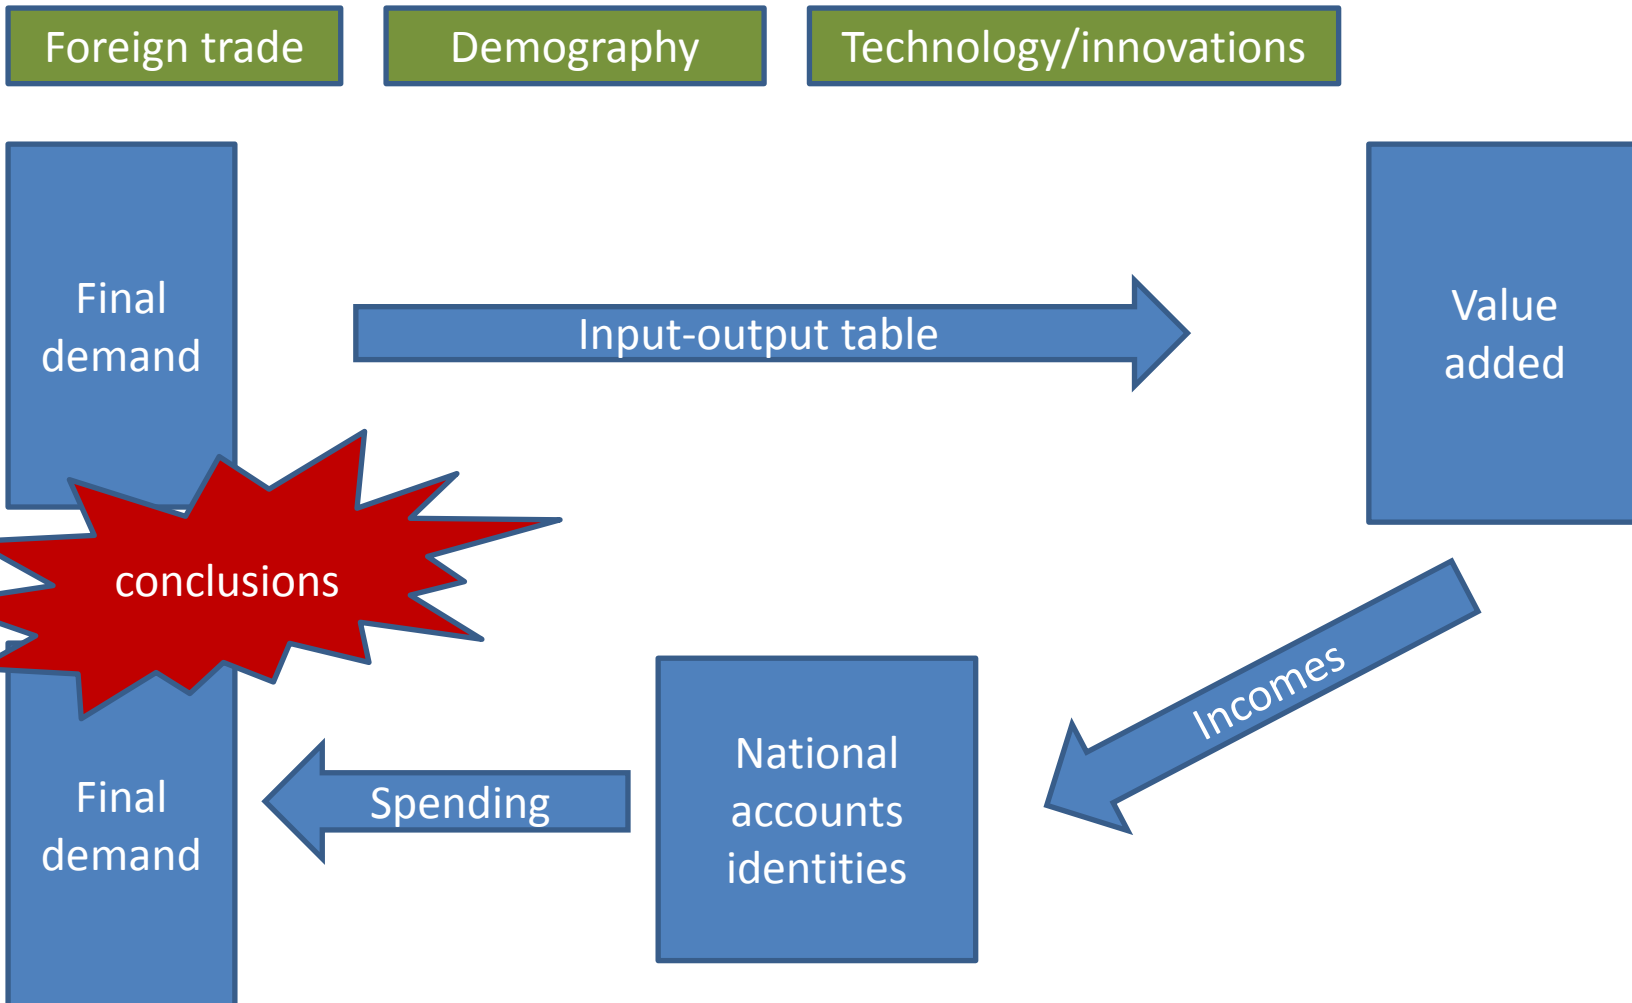 Foreign trade
Demography
Technology/innovations
Final
demand
Input-output table
Value
added
conclusions
Incomes
National
accounts
identities
Spending
Final
demand